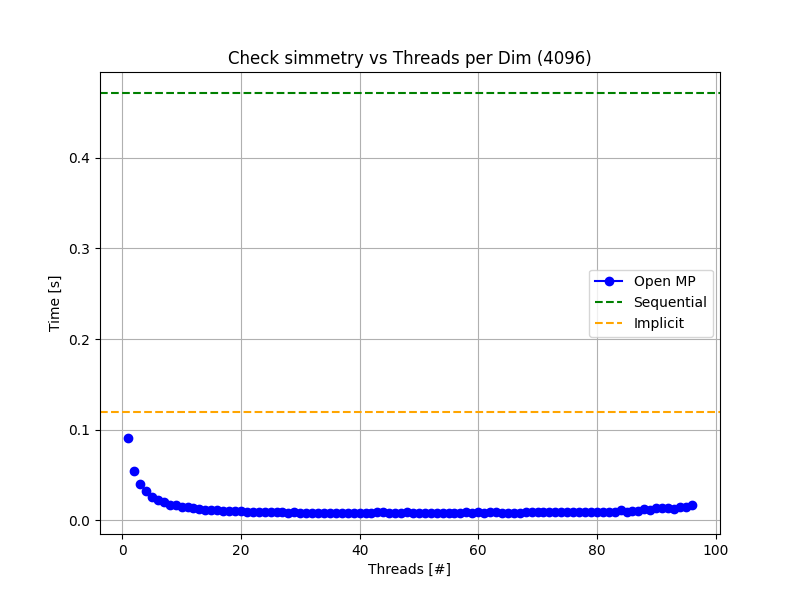 Check simmetry vs Threads per Dim (4096)
Time [s]
0.4
0.3
0.2
0.1
0.0
Open MP
Sequential
Implicit
0
20
40
60
80
100
Threads [#]